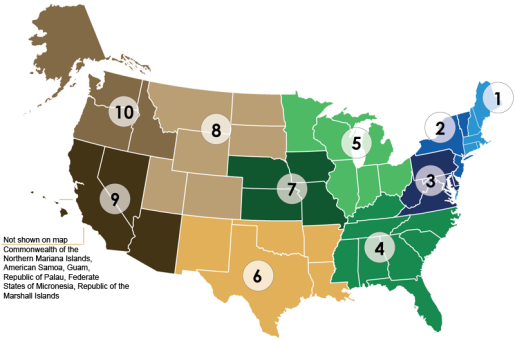 1
2
3
4
5
6
7
8
9
10
Not shown on map
Commonwealth of the
Northern Mariana Islands,
American Samoa, Guam,
Republic of Palau, Federate
States of Micronesia, Republic of the
Marshall Islands